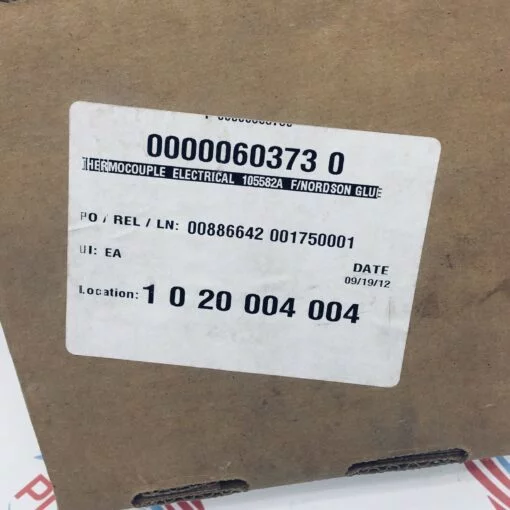 0000060373 0
THERMOCOUPLE ELECTRICAL 105582A F/NORDSON GLUE
PO / REL / LN: 00886642 001750001
UI: EA
DATE
09/19/12
Location: 1 0 20 004 004